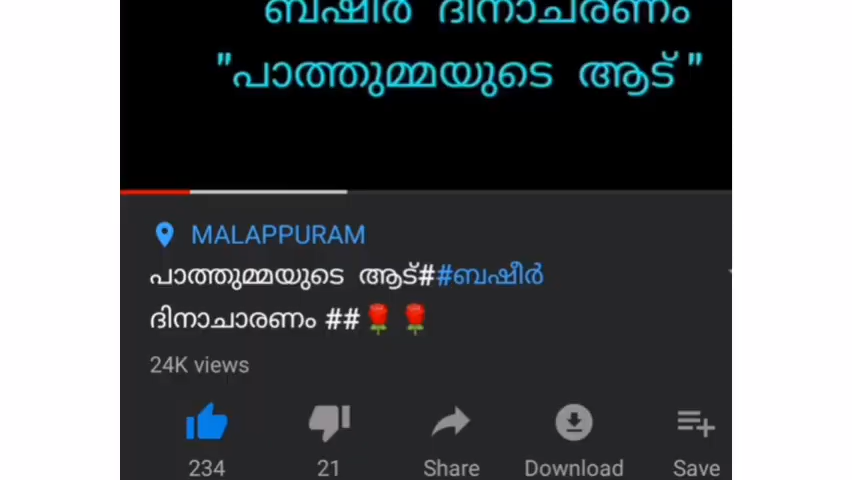 ബഷീർ ദിനാചരണം
"പാത്തുമ്മയുടെ ആട് "
MALAPPURAM
പാത്തുമ്മയുടെ ആട്##ബഷീർ
ദിനാചാരണം ##🌹 🌹
24K views
234 21 Share Download Save